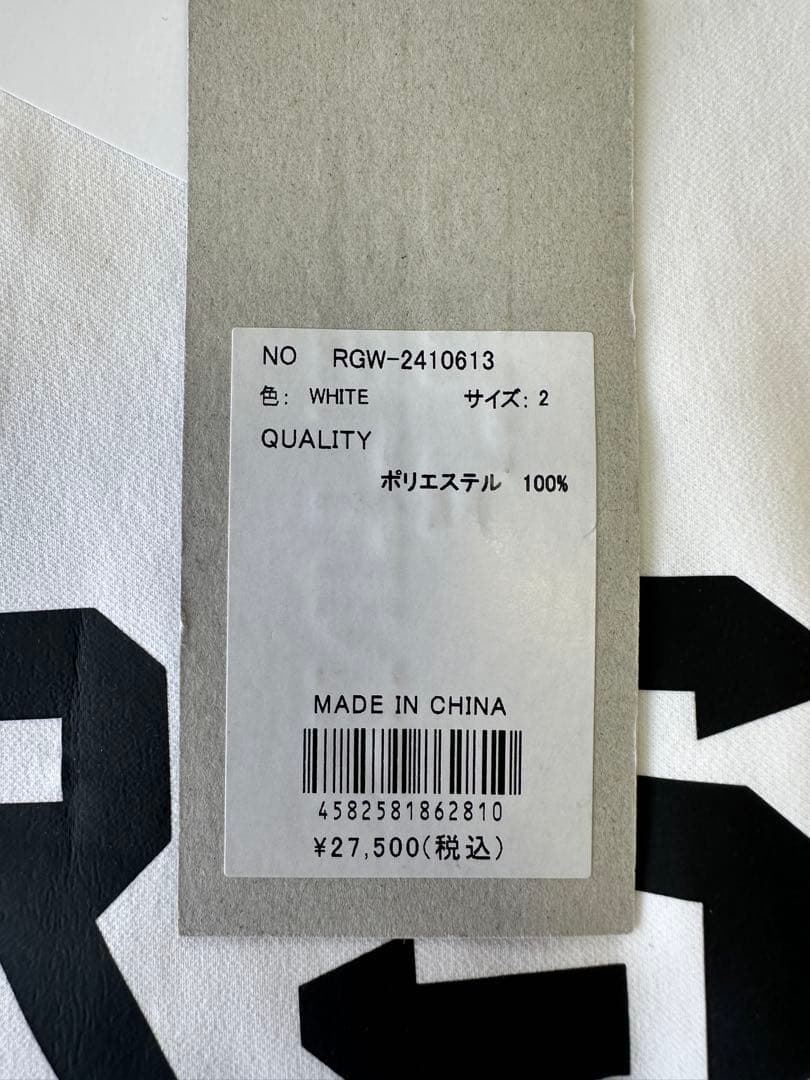 NO RGW-2410613
色: WHITE サイズ: 2
QUALITY
ポリエステル 100%
MADE IN CHINA
4582581862810
¥27,500(税込)
R